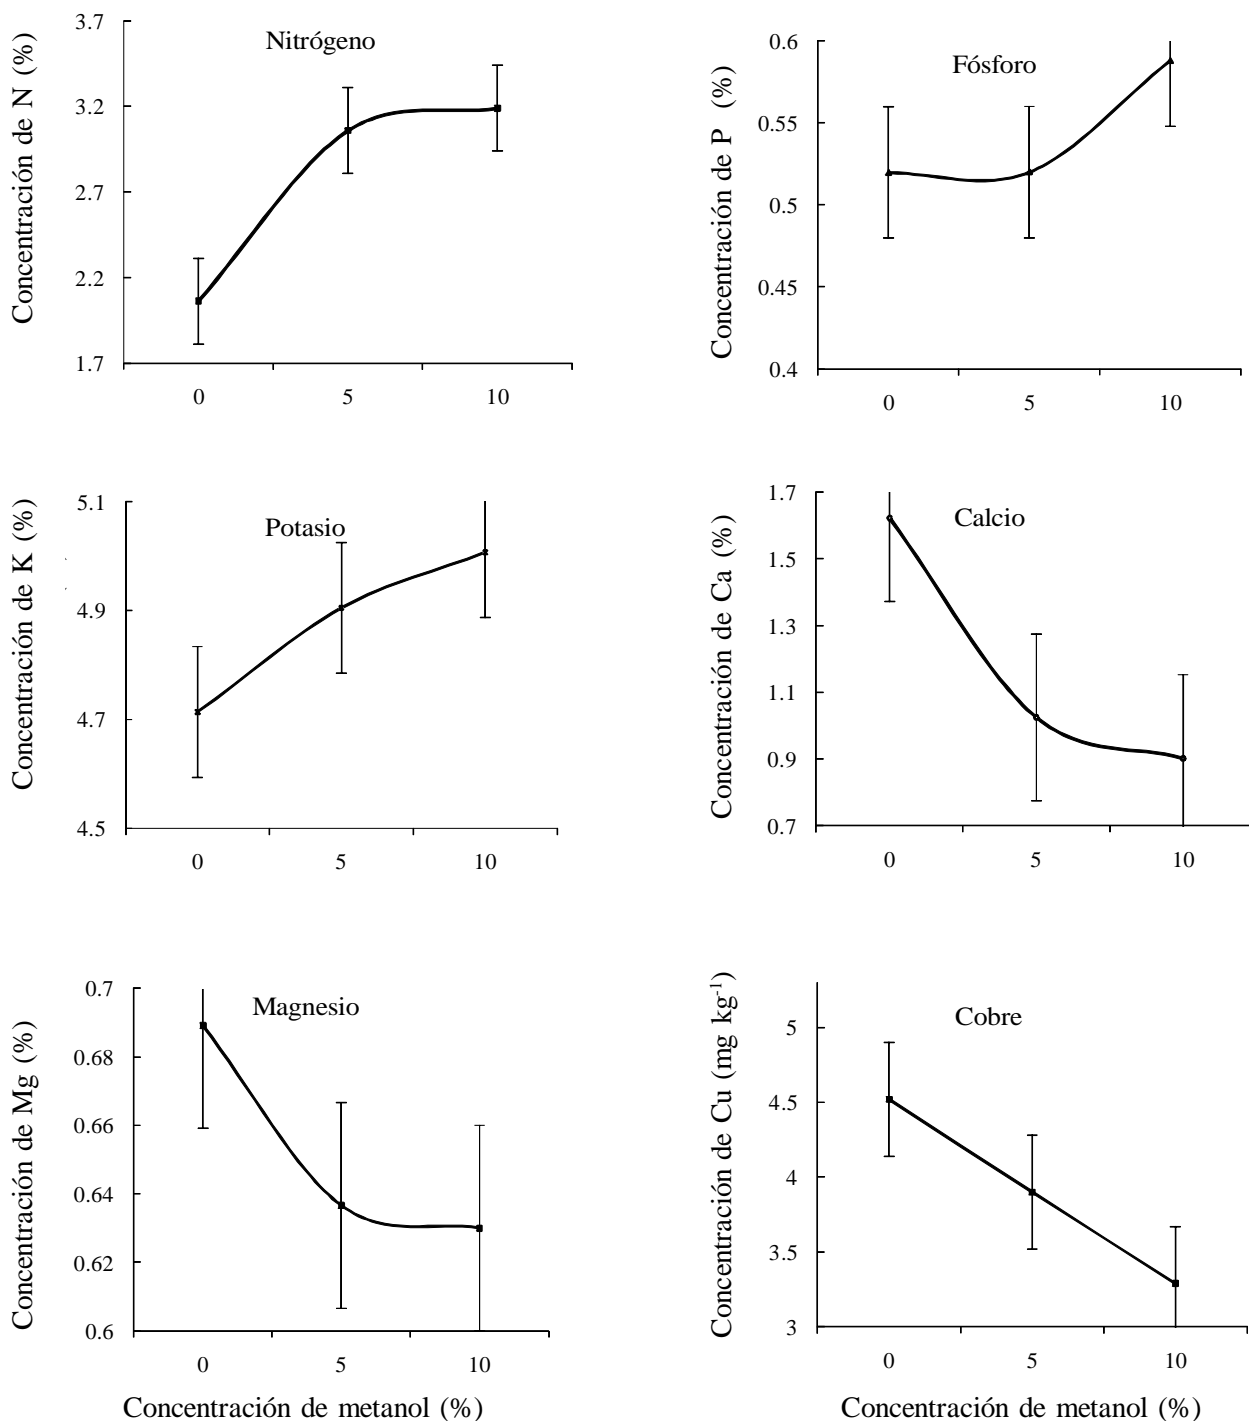 Nitrógeno
Concentración de N (%)
3.7
3.2
2.7
2.2
1.7
0 5 10
Fósforo
Concentración de P (%)
0.6
0.55
0.5
0.45
0.4
0 5 10
Potasio
Concentración de K (%)
5.1
4.9
4.7
4.5
0 5 10
Calcio
Concentración de Ca (%)
1.7
1.5
1.3
1.1
0.9
0.7
0 5 10
Magnesio
Concentración de Mg (%)
0.7
0.68
0.66
0.64
0.62
0.6
0 5 10
Concentración de metanol (%)
Cobre
Concentración de Cu (mg kg⁻¹)
5
4.5
4
3.5
3
0 5 10
Concentración de metanol (%)